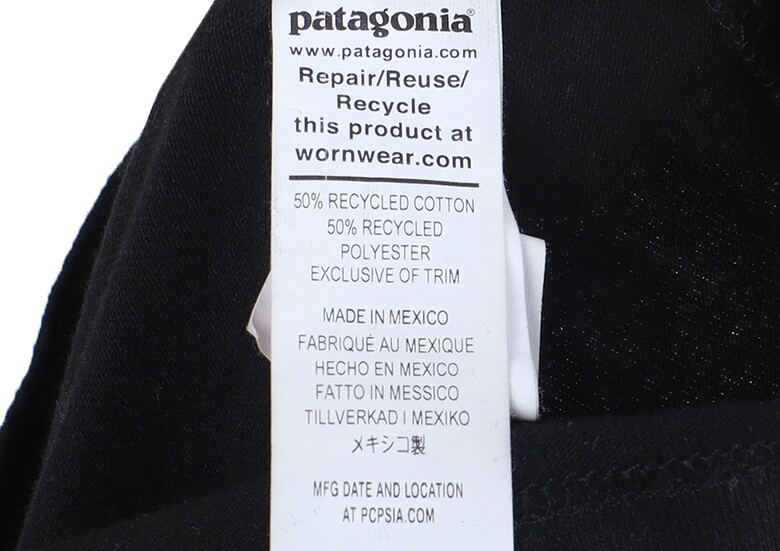 patagonia®
www.patagonia.com
Repair/Reuse/
Recycle
this product at
wornwear.com
50% RECYCLED COTTON
50% RECYCLED
POLYESTER
EXCLUSIVE OF TRIM
MADE IN MEXICO
FABRIQUÉ AU MEXIQUE
HECHO EN MEXICO
FATTO IN MESSICO
TILLVERKAD I MEXIKO
メキシコ製
MFG DATE AND LOCATION
AT PCPSIA.COM